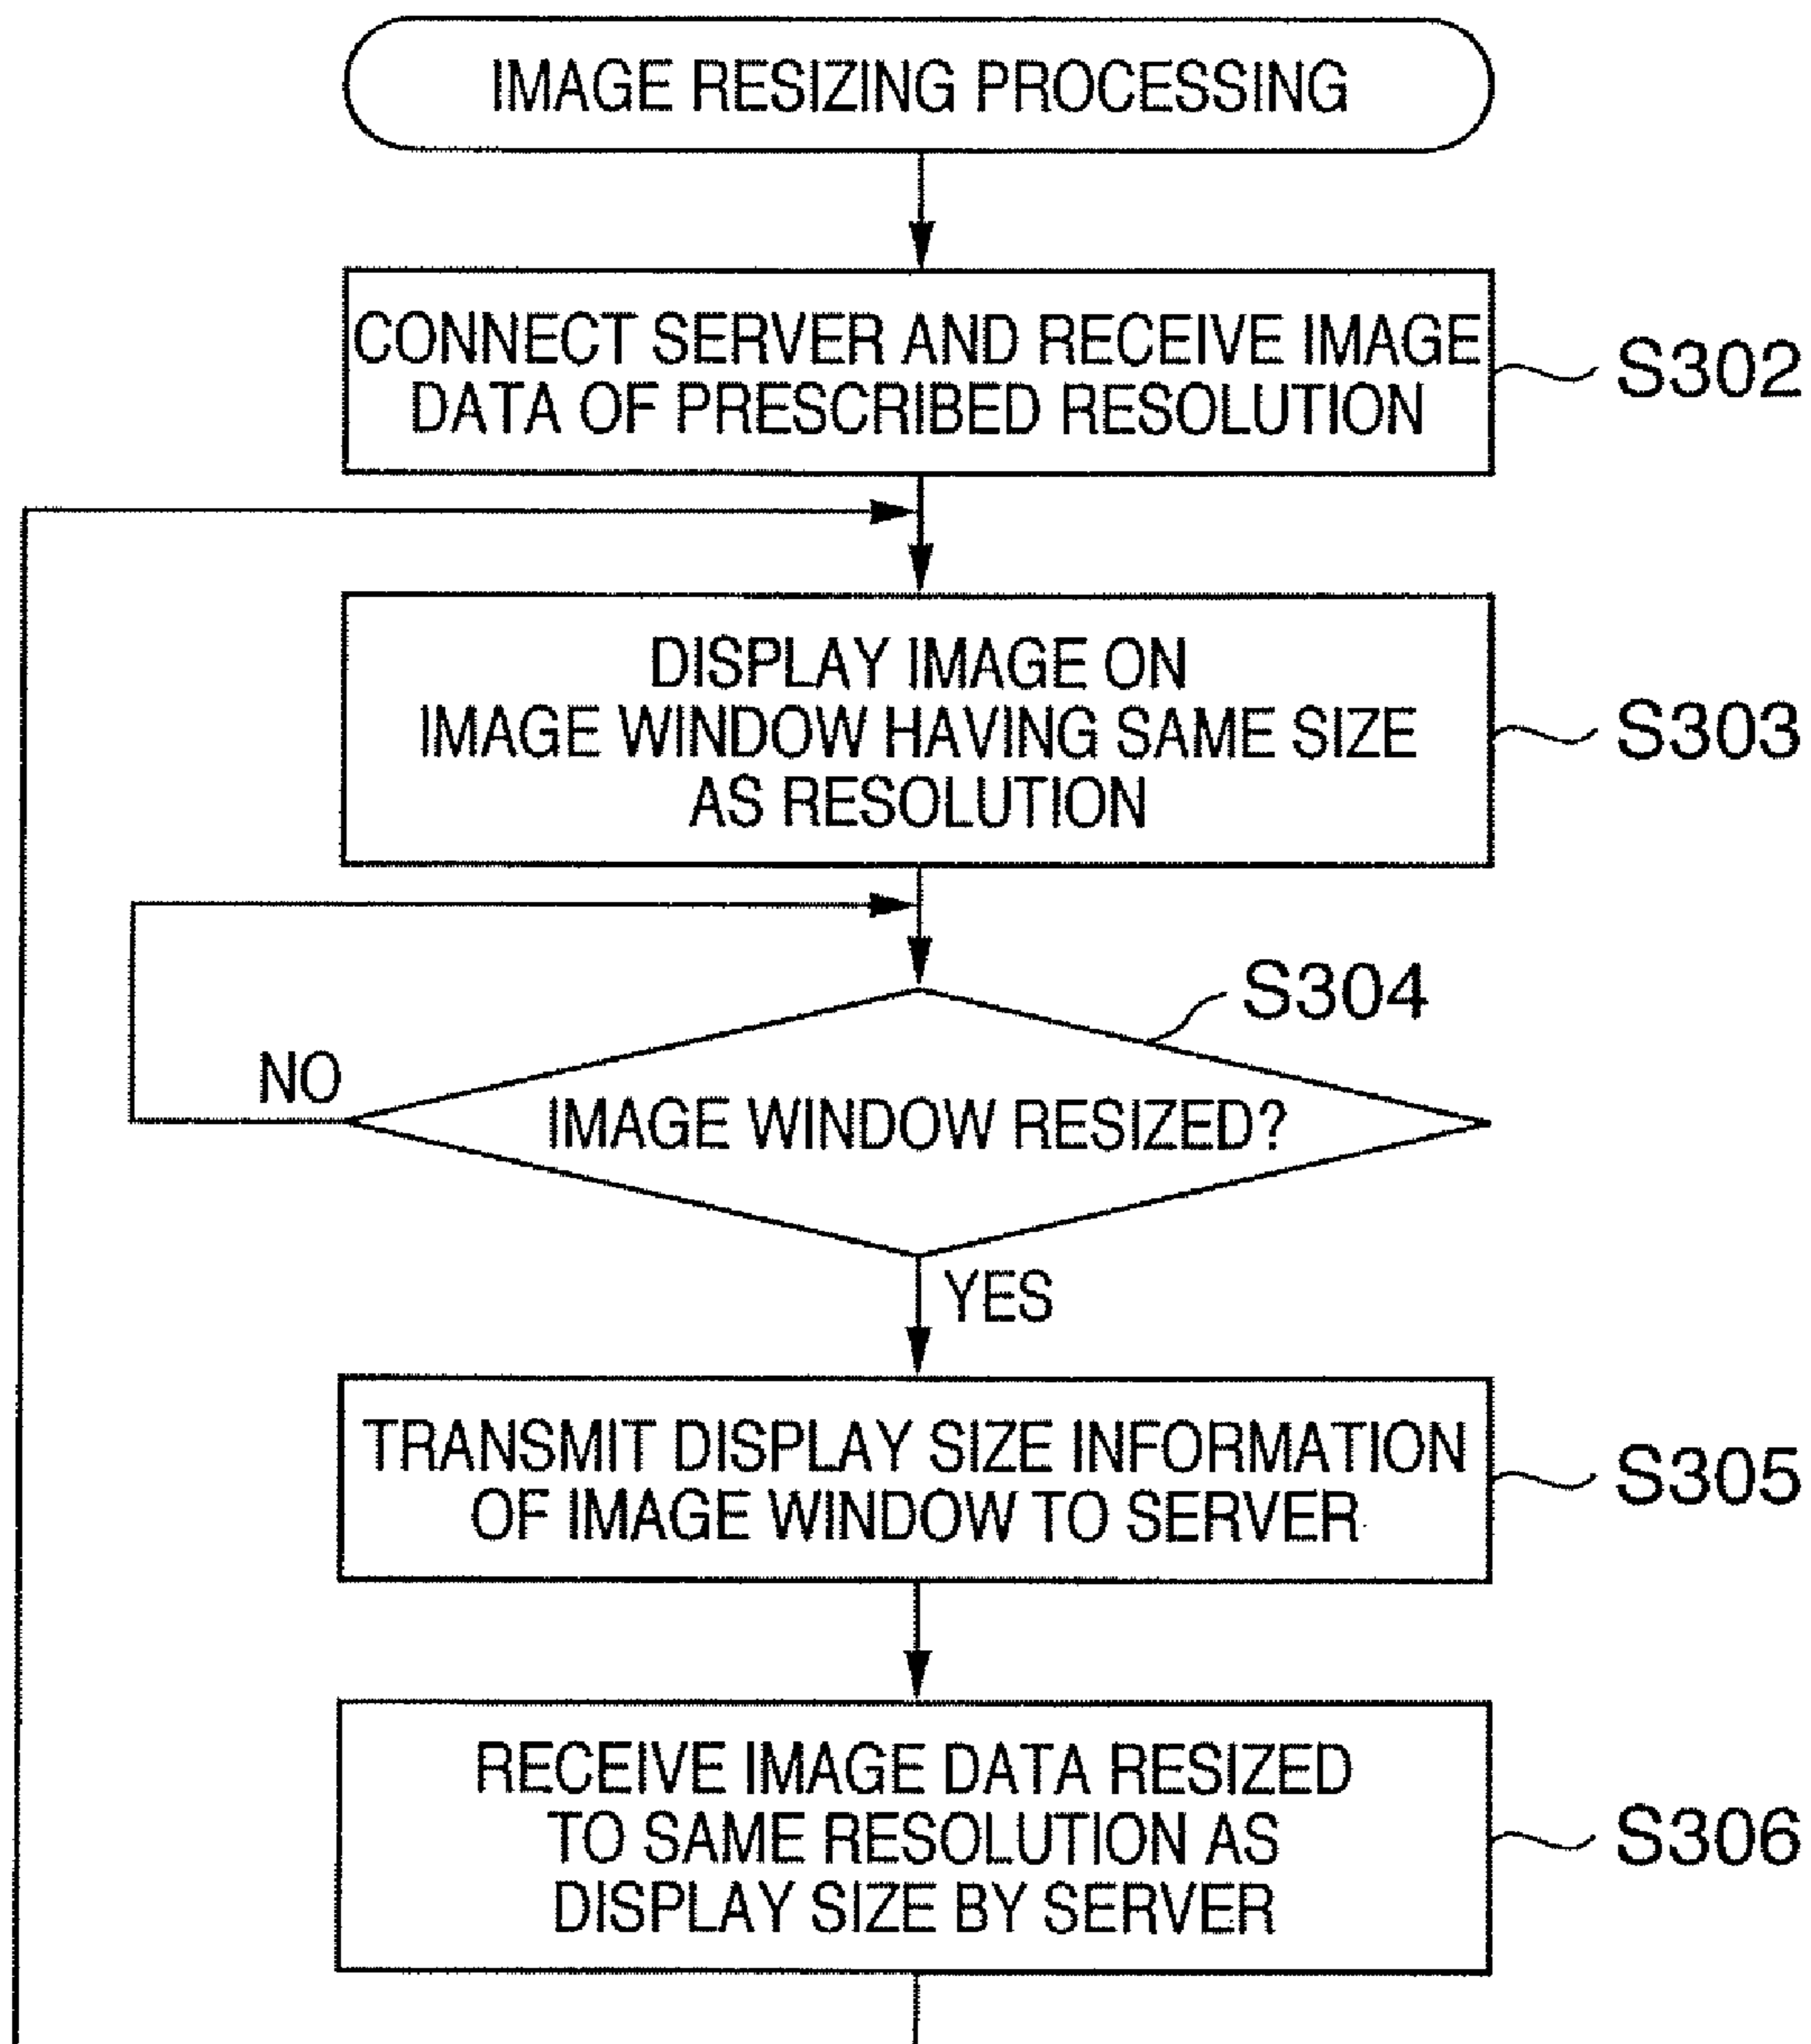 IMAGE RESIZING PROCESSING
CONNECT SERVER AND RECEIVE IMAGE
DATA OF PRESCRIBED RESOLUTION
S302
DISPLAY IMAGE ON
IMAGE WINDOW HAVING SAME SIZE
AS RESOLUTION
S303
S304
NO
IMAGE WINDOW RESIZED?
YES
TRANSMIT DISPLAY SIZE INFORMATION
OF IMAGE WINDOW TO SERVER
S305
RECEIVE IMAGE DATA RESIZED
TO SAME RESOLUTION AS
DISPLAY SIZE BY SERVER
S306